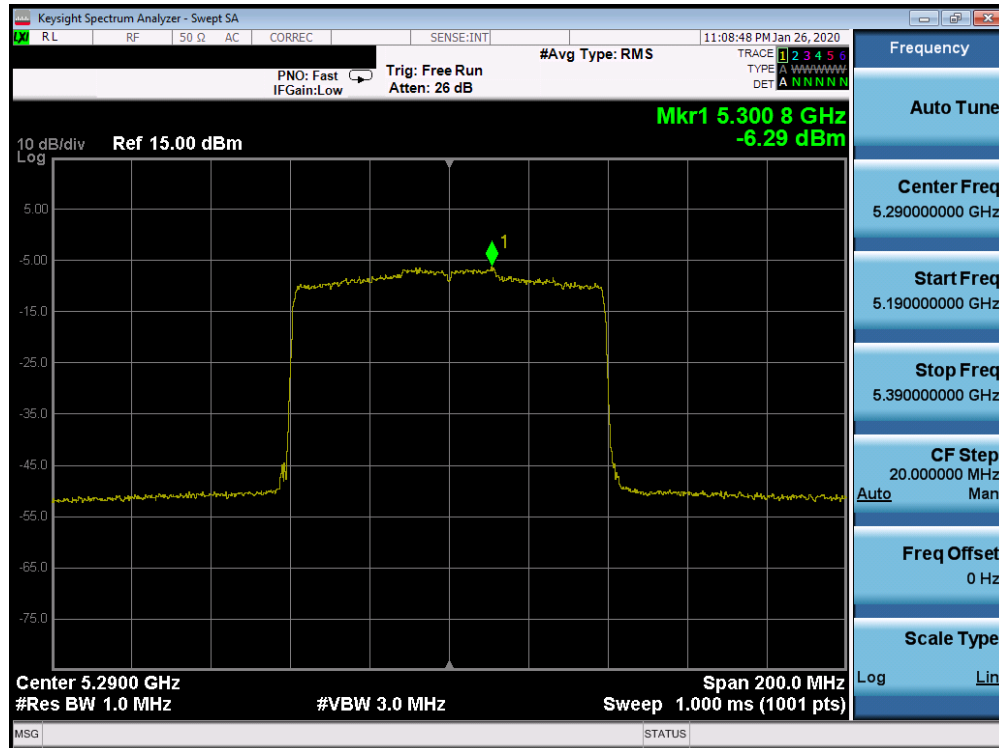 Keysight Spectrum Analyzer - Swept SA
LXI RL RF 50 Ω AC CORREC SENSE:INT 11:08:48 PM Jan 26, 2020
Frequency
PNO: Fast
IFGain:Low
Trig: Free Run
Atten: 26 dB
#Avg Type: RMS
TRACE 1 2 3 4 5 6
TYPE A WWWWW
DET A N N N N N
Auto Tune
Mkr1 5.300 8 GHz
-6.29 dBm
10 dB/div Ref 15.00 dBm
Log
1
5.00
-5.00
-15.0
-25.0
-35.0
-45.0
-55.0
-65.0
-75.0
Center Freq
5.290000000 GHz
Start Freq
5.190000000 GHz
Stop Freq
5.390000000 GHz
CF Step
20.000000 MHz
Auto Man
Freq Offset
0 Hz
Scale Type
Log Lin
Center 5.2900 GHz Span 200.0 MHz
#Res BW 1.0 MHz #VBW 3.0 MHz Sweep 1.000 ms (1001 pts)
MSG STATUS